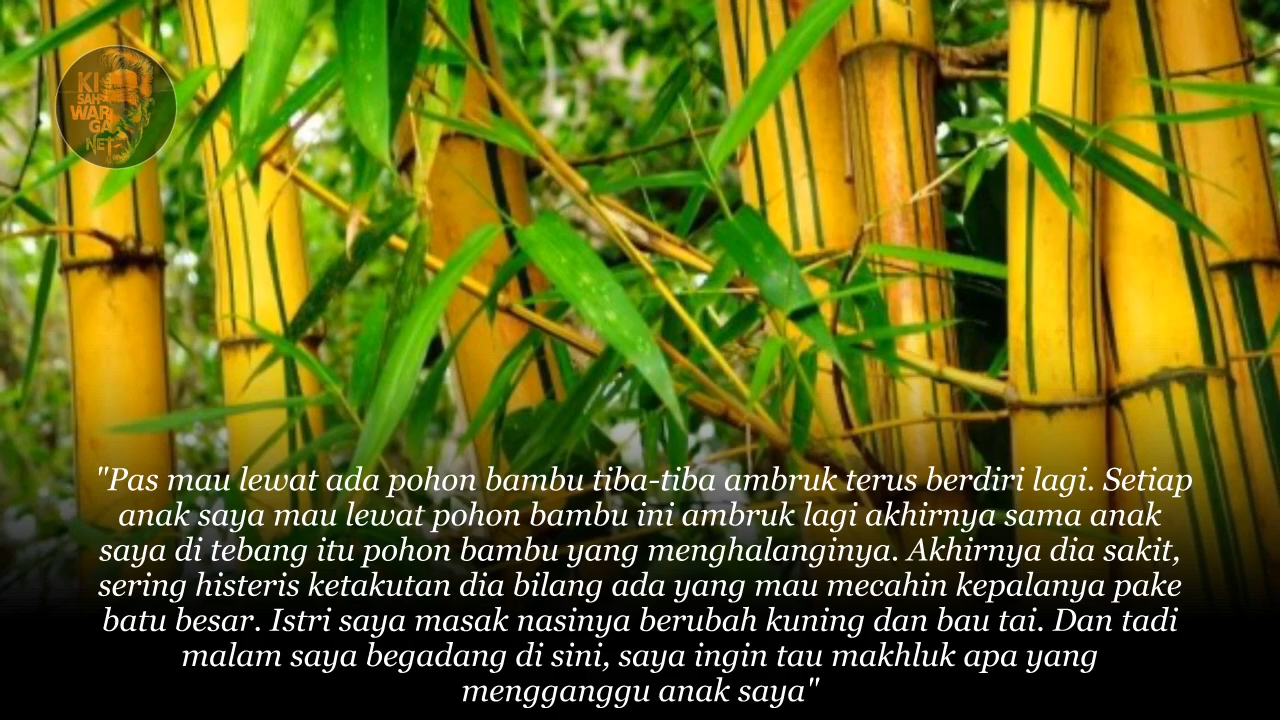 KI
SAH
WAR
GA
NET
"Pas mau lewat ada pohon bambu tiba-tiba ambruk terus berdiri lagi. Setiap
anak saya mau lewat pohon bambu ini ambruk lagi akhirnya sama anak
saya di tebang itu pohon bambu yang menghalanginya. Akhirnya dia sakit,
sering histeris ketakutan dia bilang ada yang mau mecahin kepalanya pake
batu besar. Istri saya masak nasinya berubah kuning dan bau tai. Dan tadi
malam saya begadang di sini, saya ingin tau makhluk apa yang
mengganggu anak saya"